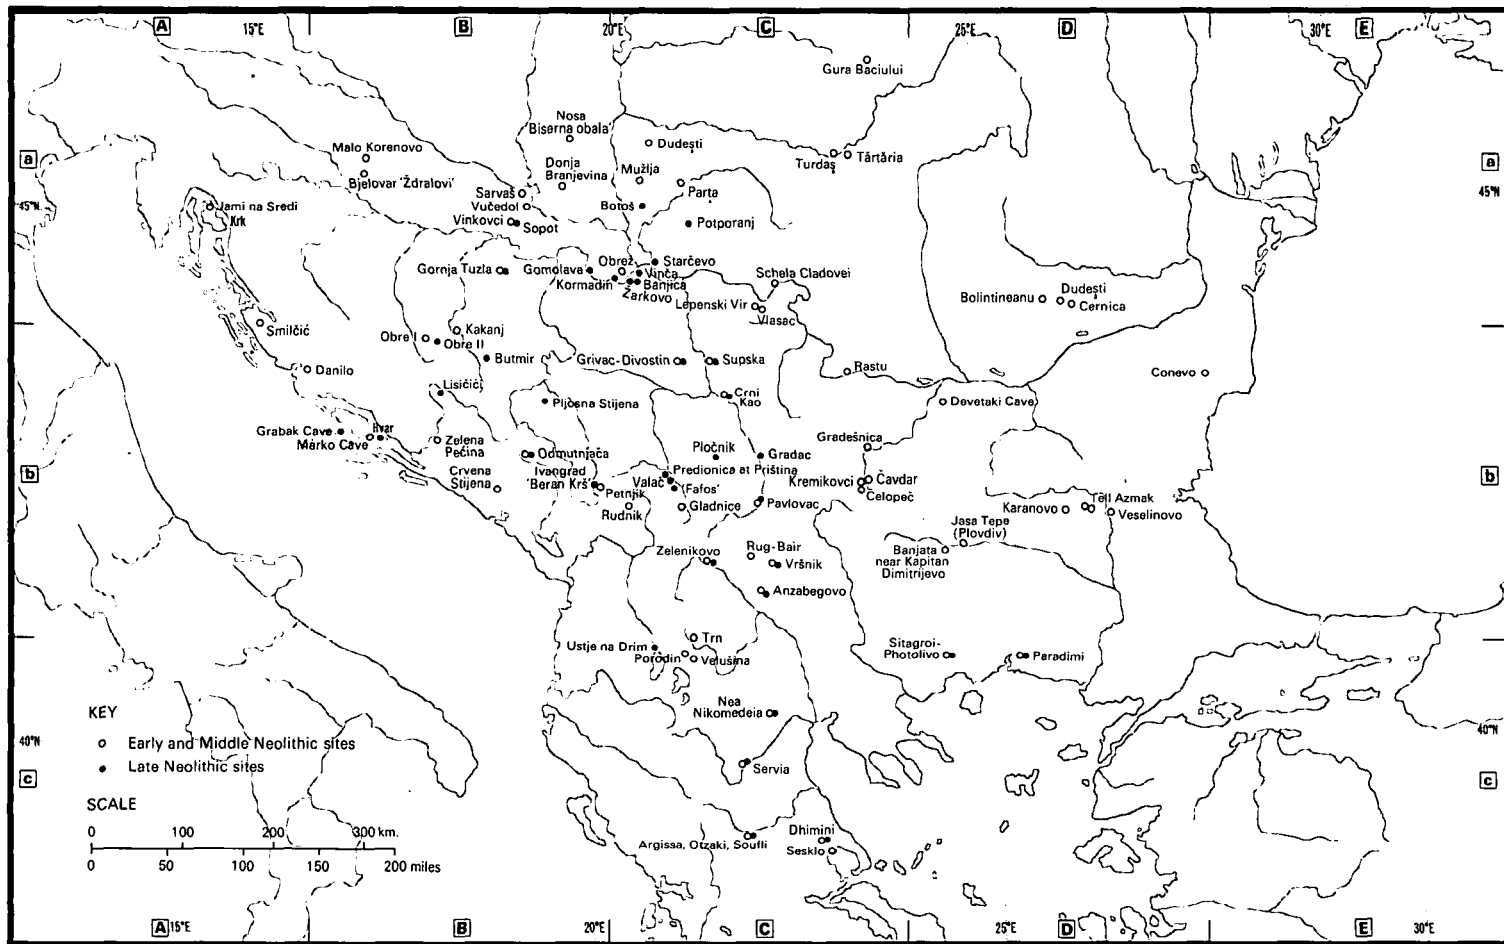 A
15°E
B
20°E
C
25°E
D
30°E
E
Gura Baciului
Nosa
'Biserna obala'
Dudeşti
Malo Korenovo
a
Turdaş
Tărtăria
a
Bjelovar 'Ždralovi'
Donja
Branjevina
Mužlja
Parta
45°N
45°N
Sarvaš
Vučedol
Jami na Sredi
Krk
Botoš
Vinkovci
Sopot
Potporanj
Gornja Tuzla
Gomolava
Obrež
Starčevo
Vinča
Kormadin
Banjica
Žarkovo
Schela Cladovei
Lepenski Vir
Vlasac
Bolintineanu
Dudeşti
Cernica
Smilčić
Kakanj
Obre I
Obre II
Butmir
Grivac-Divostin
Supska
Danilo
Rastu
Conevo
Lisičići
Pljosna Stijena
Crni
Kao
Devetaki Cave
Grabak Cave
Hvar
Marko Cave
Zelena
Pećina
Gradešnica
Pločnik
Gradac
b
Odmutnjača
Predionica at Priština
b
Crvena
Stijena
Ivangrad
'Beran Krš'
Valač
'Fafos'
Kremikovci
Čavdar
Čelopeč
Petnjik
Rudnik
Gladnice
Pavlovac
Karanovo
Tell Azmak
Veselinovo
Jasa Tepe
(Plovdiv)
Zelenikovo
Rug-Bair
Vršnik
Banjata
near Kapitan
Dimitrijevo
Anzabegovo
Trn
Ustje na Drim
Porodin
Velušina
Sitagroi-
Photolivo
Paradimi
Nea
Nikomedeia
KEY
Early and Middle Neolithic sites
Late Neolithic sites
40°N
40°N
c
Servia
c
SCALE
0 100 200 300 km.
0 50 100 150 200 miles
Argissa, Otzaki, Soufli
Dhimini
Sesklo
A
15°E
B
20°E
C
25°E
D
E
30°E